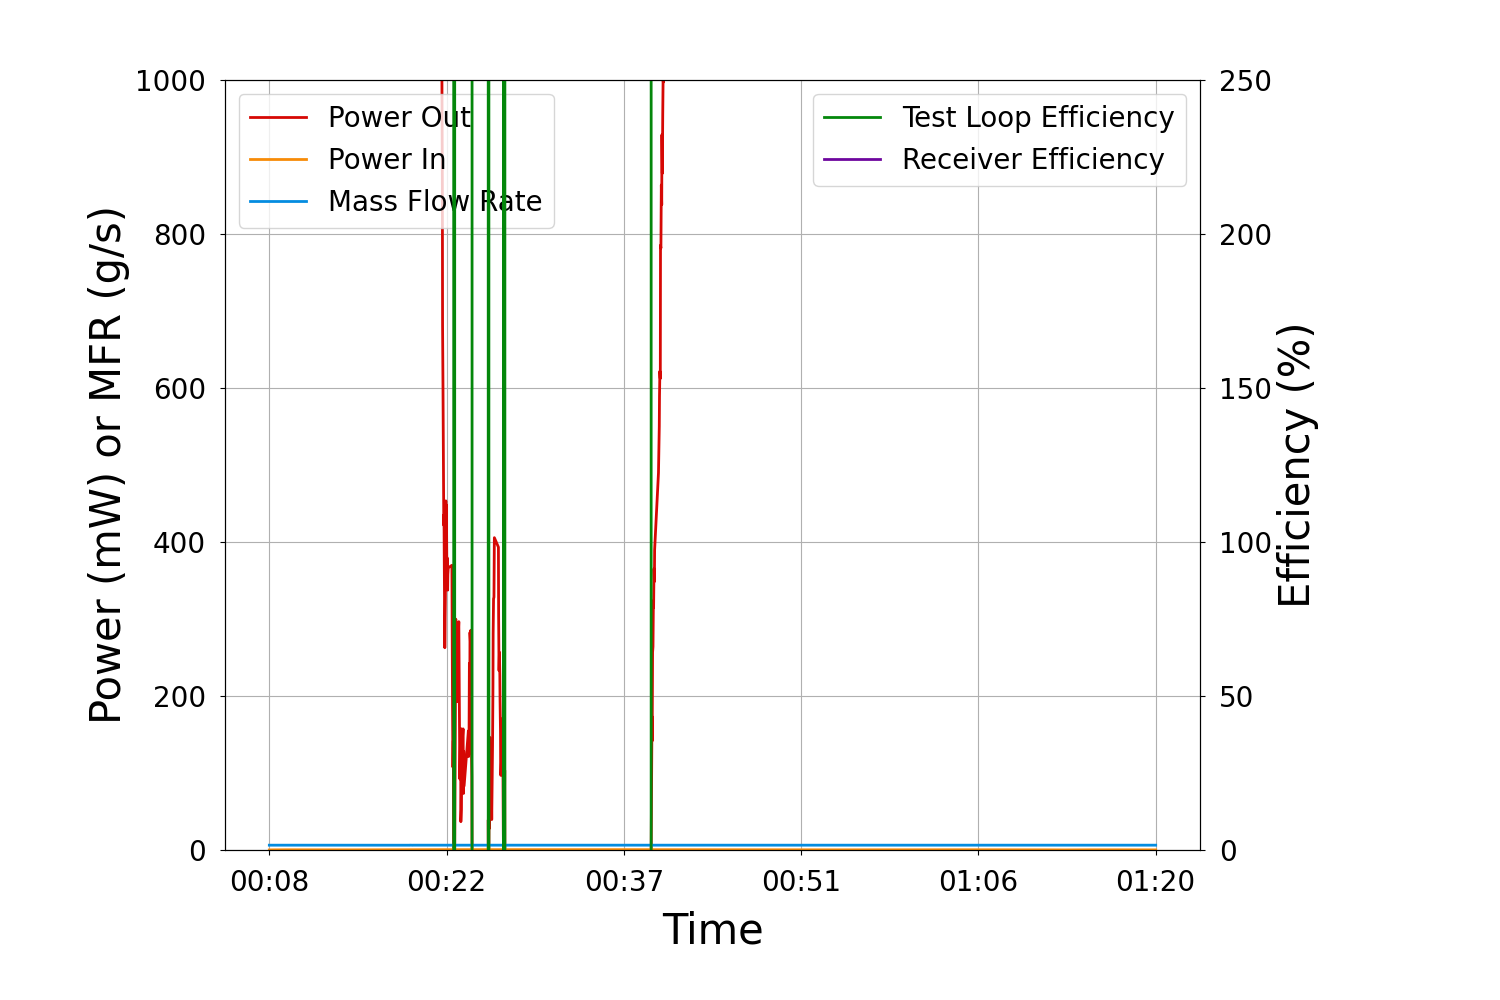 1000
800
600
400
200
0
Power (mW) or MFR (g/s)
Power Out
Power In
Mass Flow Rate
Test Loop Efficiency
Receiver Efficiency
250
200
150
100
50
0
Efficiency (%)
00:08 00:22 00:37 00:51 01:06 01:20
Time